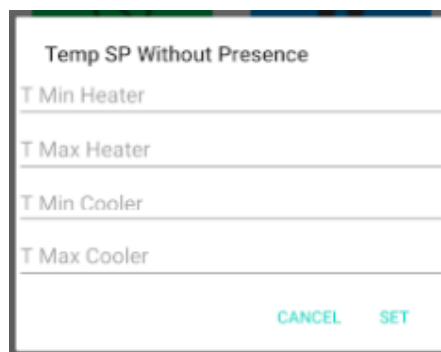 Temp SP Without Presence
T Min Heater
T Max Heater
T Min Cooler
T Max Cooler
CANCEL SET